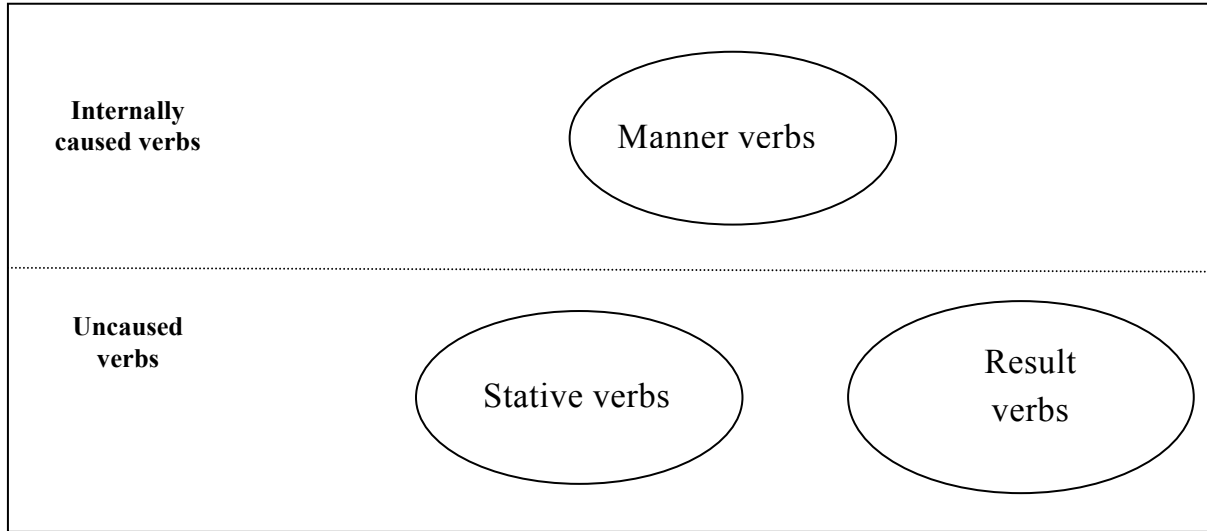 Internally
caused verbs
Manner verbs
Uncaused
verbs
Stative verbs
Result
verbs